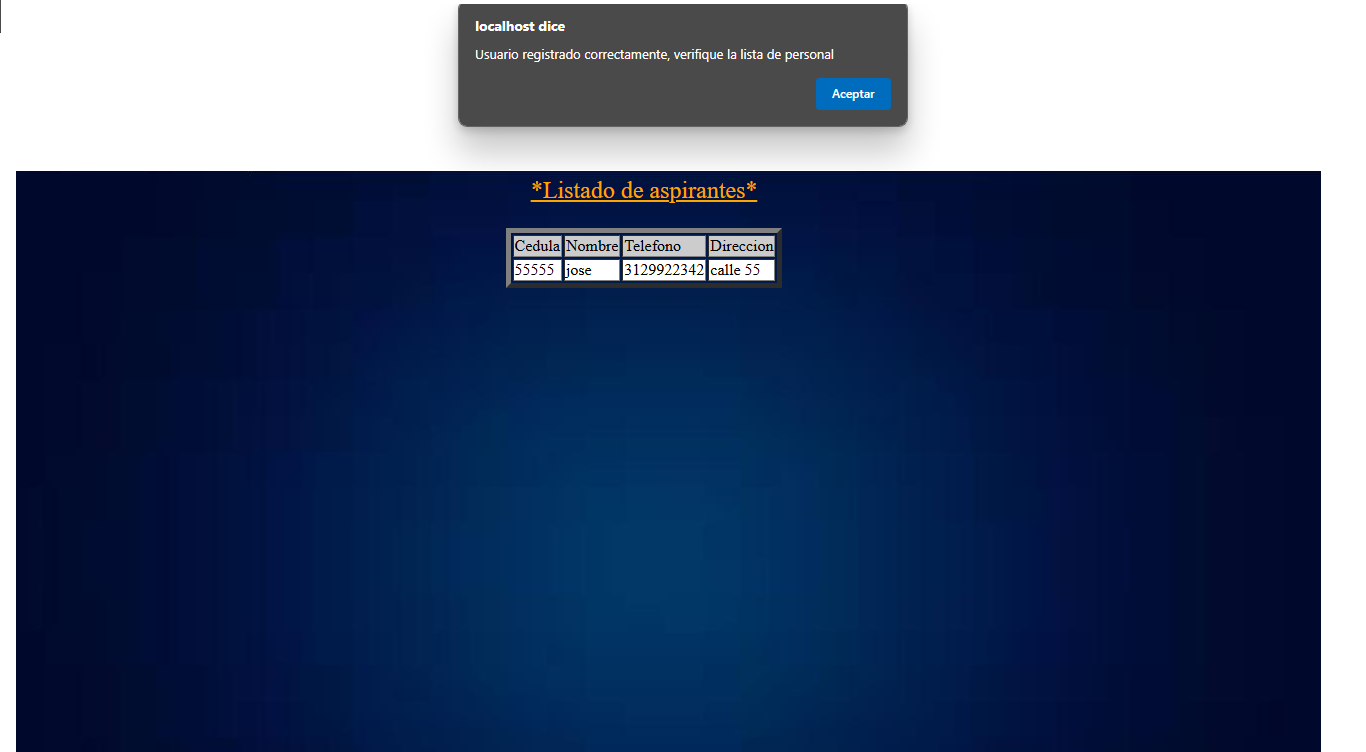 localhost dice
Usuario registrado correctamente, verifique la lista de personal
Aceptar
*Listado de aspirantes*
Cedula Nombre Telefono Direccion
55555 jose 3129922342 calle 55